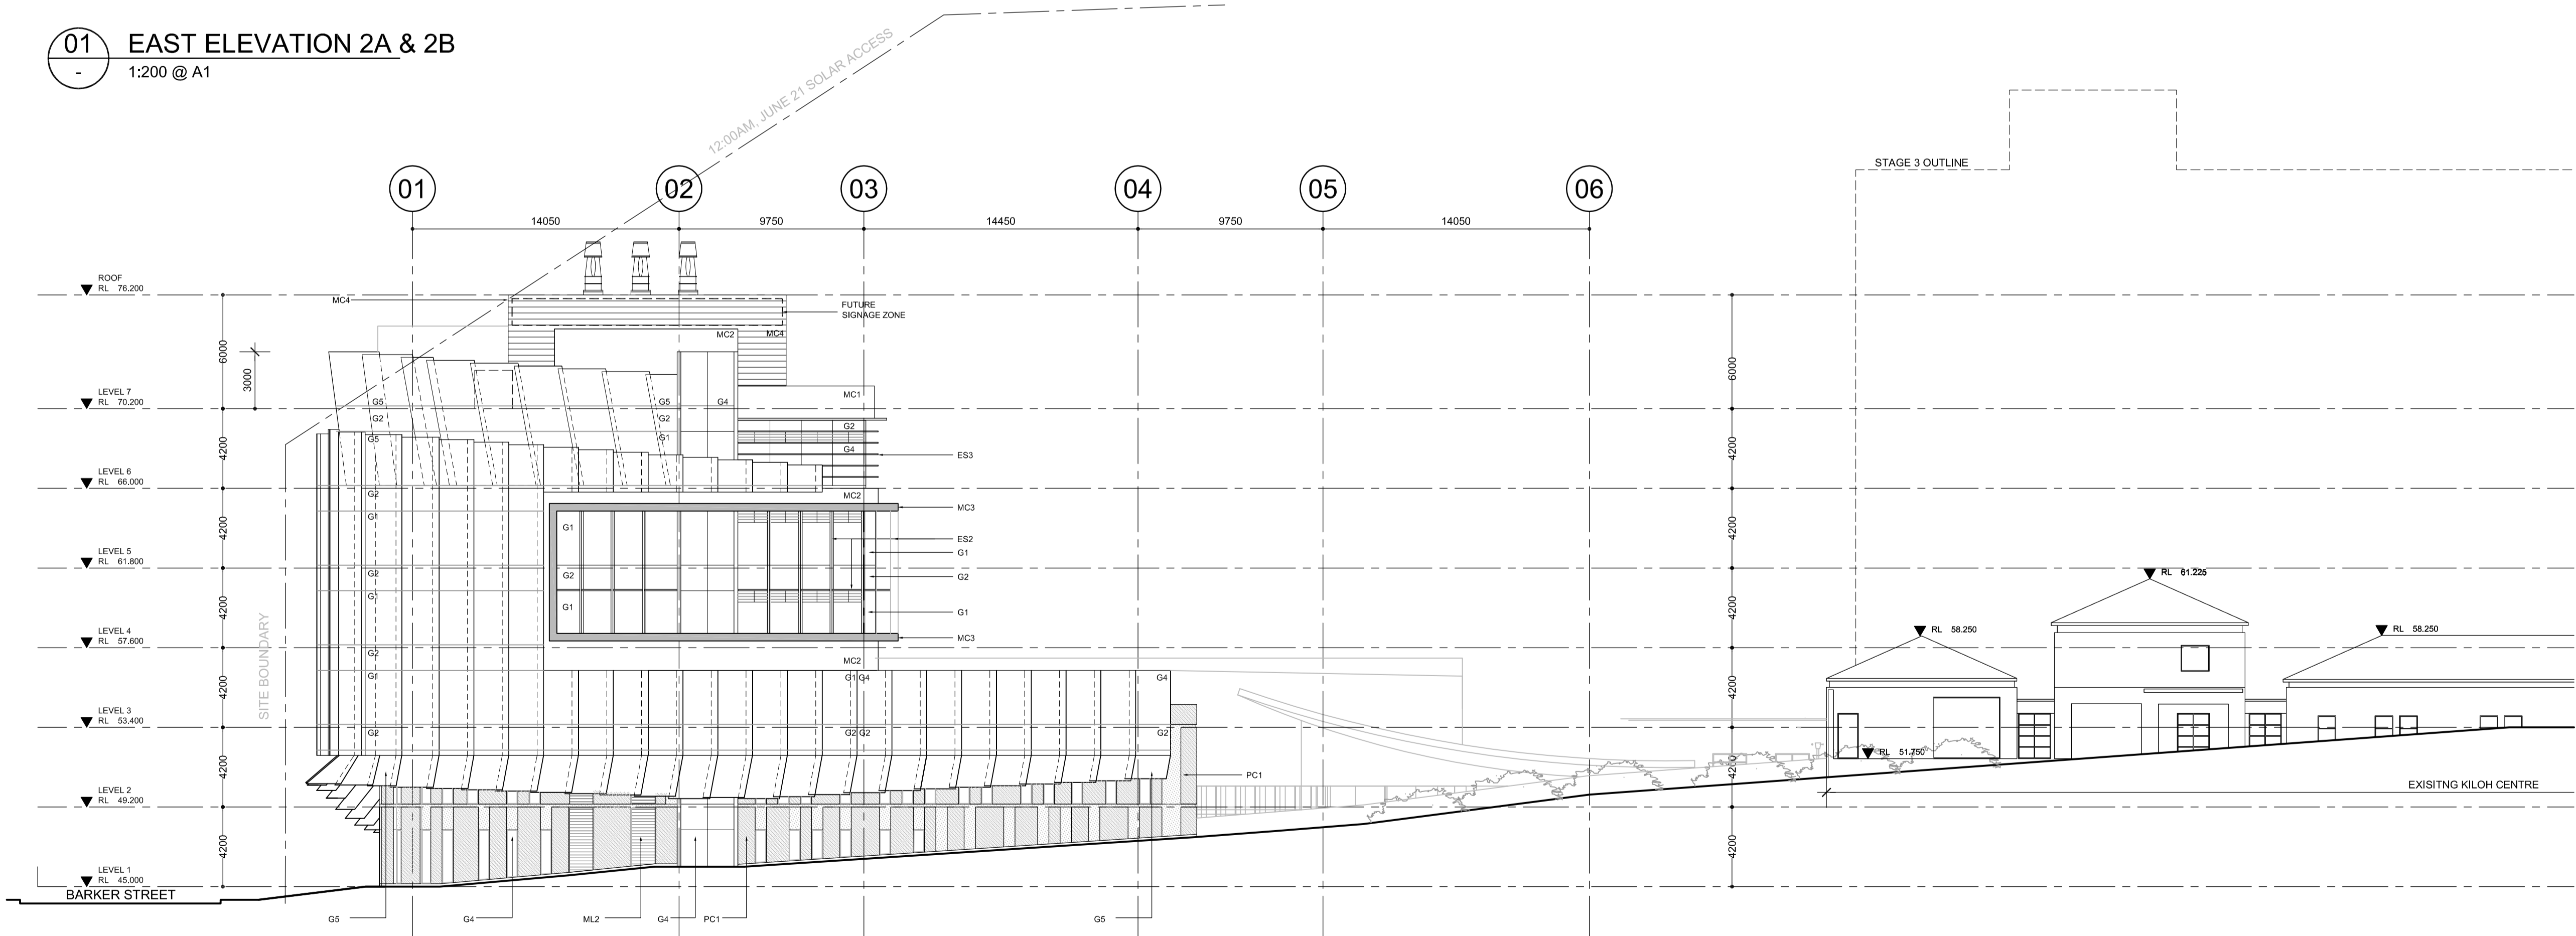 01
-
EAST ELEVATION 2A & 2B
1:200 @ A1
12:00AM, JUNE 21 SOLAR ACCESS
STAGE 3 OUTLINE
01
02
03
04
05
06
14050
9750
14450
9750
14050
ROOF
RL 76.200
MC4
FUTURE
SIGNAGE ZONE
MC2
MC4
6000
3000
6000
LEVEL 7
RL 70.200
MC1
G5
G5
G4
G2
G2
G2
G5
G1
G4
4200
4200
ES3
LEVEL 6
RL 66.000
G2
MC2
MC3
G1
G1
4200
4200
ES2
G1
LEVEL 5
RL 61.800
G2
G2
G2
G1
G1
G1
4200
4200
RL 61.225
LEVEL 4
RL 57.600
MC3
RL 58.250
RL 58.250
G2
MC2
G1
G1
G4
G4
4200
4200
SITE BOUNDARY
LEVEL 3
RL 53,400
G2
G2
G2
G2
RL 51.750
4200
4200
PC1
EXISITNG KILOH CENTRE
LEVEL 2
RL 49.200
4200
4200
LEVEL 1
RL 45,000
BARKER STREET
G5
G4
ML2
G4
PC1
G5